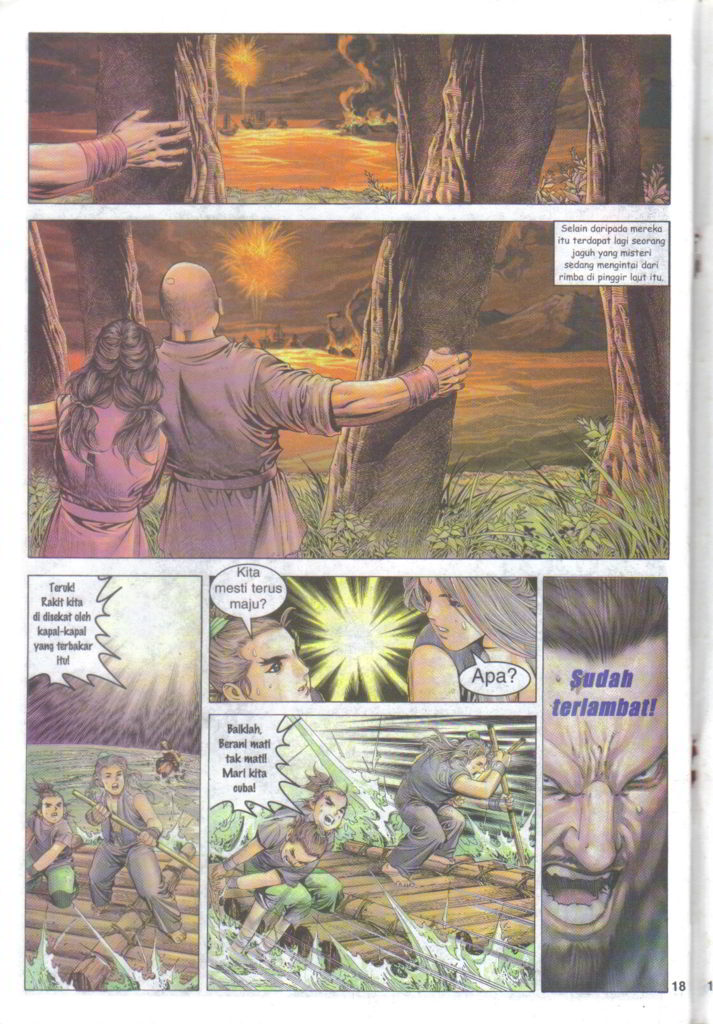 Selain daripada mereka
itu terdapat lagi seorang
jaguh yang misteri
sedang mengintai dari
rimba di pinggir laut itu.
Teruk!
Rakit kita
di disekat oleh
kapal-kapal
yang terbakar
itu!
Kita
mesti terus
maju?
Apa?
Baiklah,
Berani mati
tak mati!
Mari kita
cuba!
Sudah
terlambat!
18